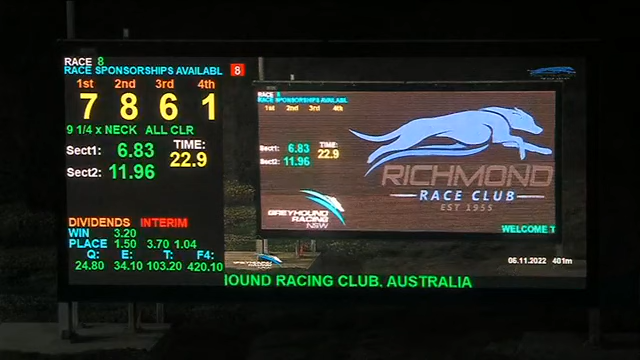 RACE 8
RACE SPONSORSHIPS AVAILABL 8
1st 2nd 3rd 4th
7 8 6 1
9 1/4 x NECK ALL CLR
Sect1: 6.83 TIME:
22.9
Sect2: 11.96
DIVIDENDS INTERIM
WIN 3.20
PLACE 1.50 3.70 1.04
Q: E: T: F4:
24.80 34.10 103.20 420.10
RACE 8
RACE SPONSORSHIPS AVAILABL
1st 2nd 3rd 4th
Sect1: 6.83 TIME:
22.9
Sect2: 11.96
RICHMOND
RACE CLUB
EST 1955
GREYHOUND
RACING
NSW
WELCOME T
06.11.2022 401m
OUND RACING CLUB. AUSTRALIA